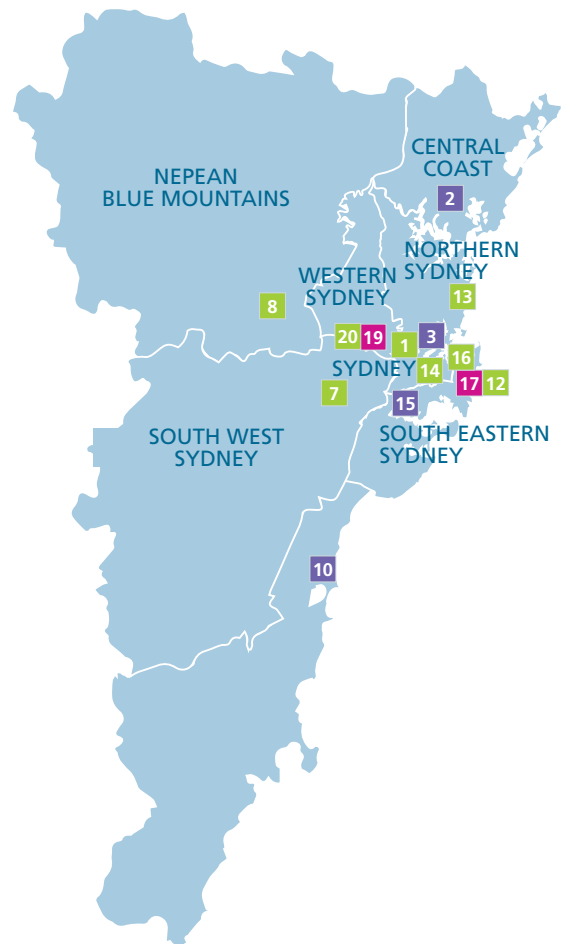 CENTRAL
COAST
NEPEAN
BLUE MOUNTAINS
2
NORTHERN
SYDNEY
WESTERN
SYDNEY
13
8
20 19 1 3
16
SYDNEY 14
17 12
7
15
SOUTH WEST
SYDNEY
SOUTH EASTERN
SYDNEY
10